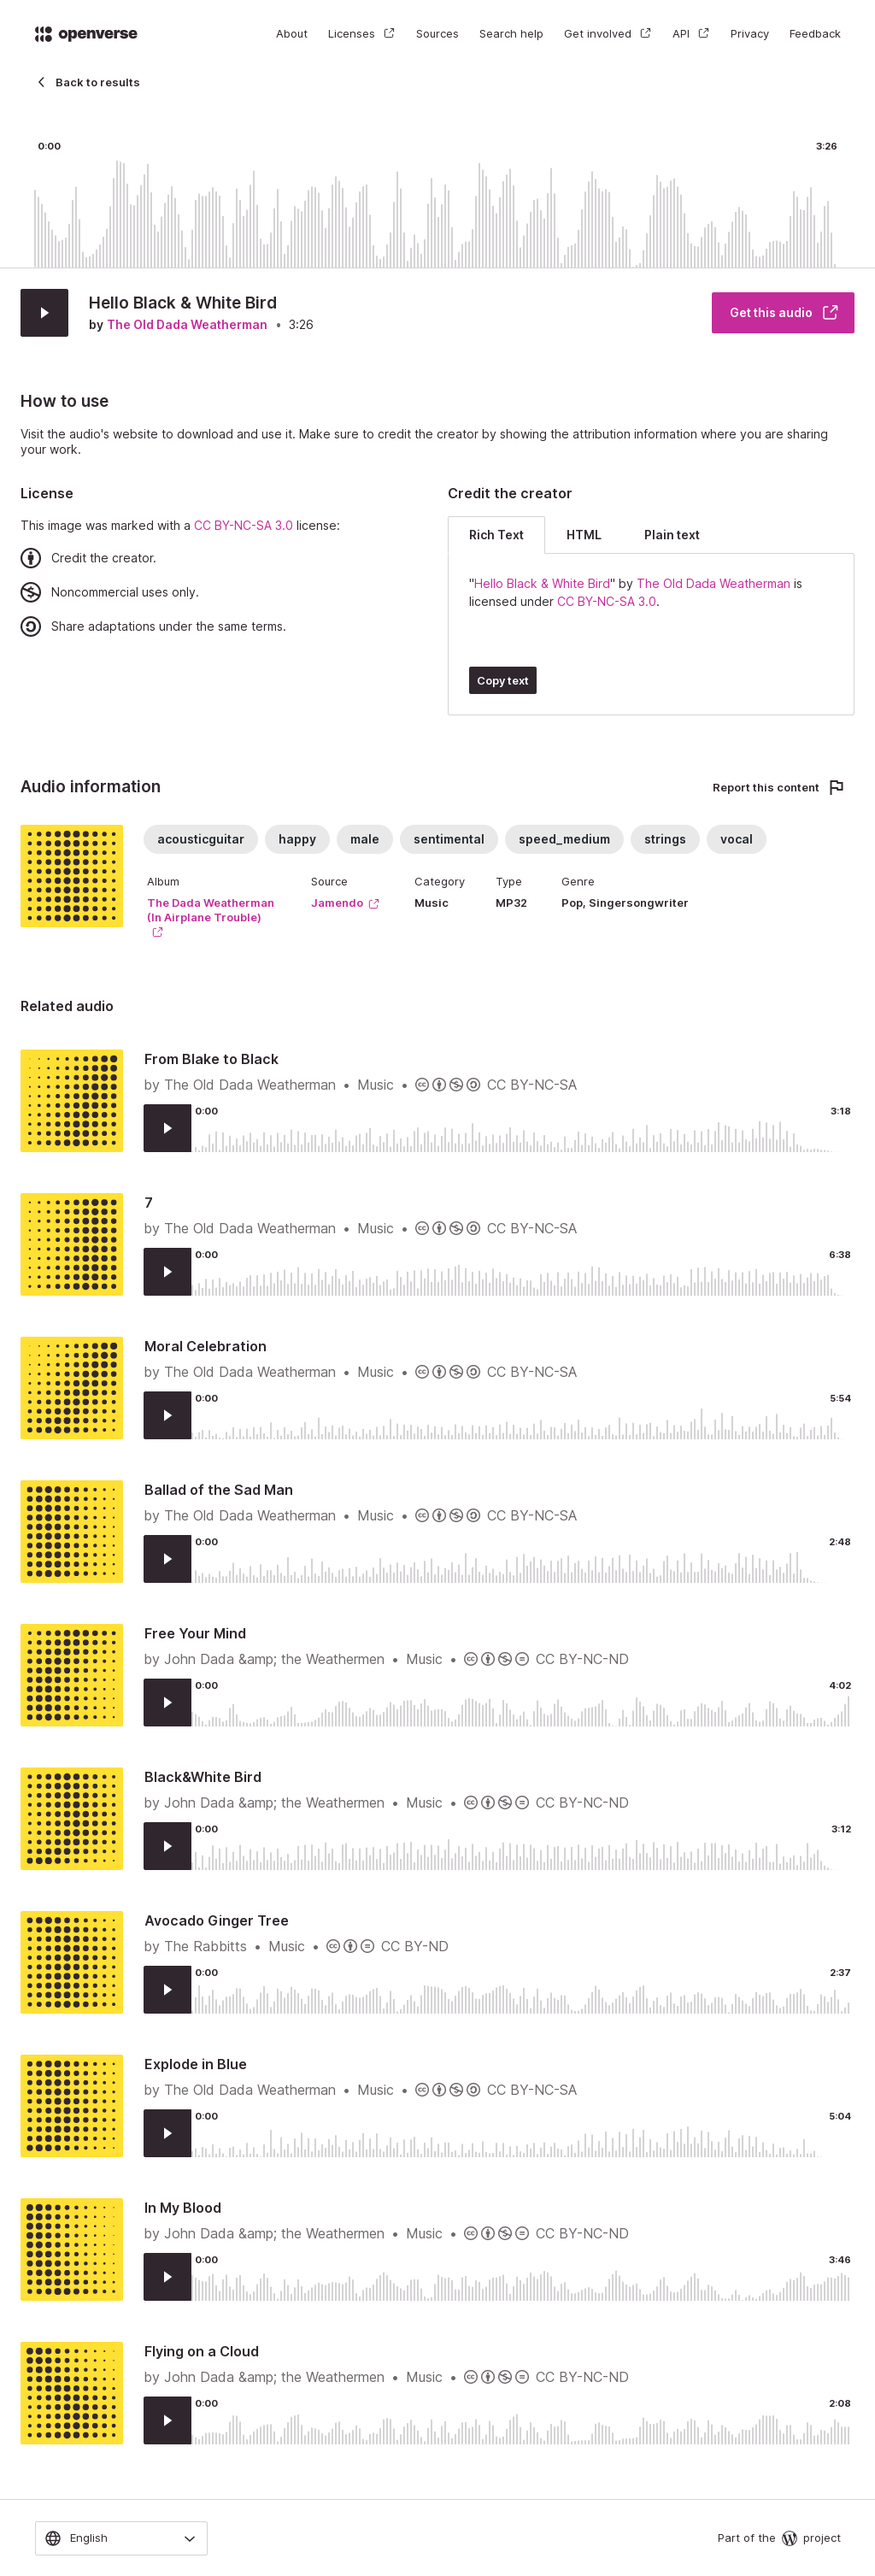 openverse
About
Licenses
Sources
Search help
Get involved
API
Privacy
Feedback
Back to results
0:00
3:26
Hello Black & White Bird
by The Old Dada Weatherman • 3:26
Get this audio
How to use
Visit the audio's website to download and use it. Make sure to credit the creator by showing the attribution information where you are sharing
your work.
License
This image was marked with a CC BY-NC-SA 3.0 license:
Credit the creator.
Noncommercial uses only.
Share adaptations under the same terms.
Credit the creator
Rich Text
HTML
Plain text
"Hello Black & White Bird" by The Old Dada Weatherman is
licensed under CC BY-NC-SA 3.0.
Copy text
Audio information
Report this content
acousticguitar
happy
male
sentimental
speed_medium
strings
vocal
Album
The Dada Weatherman
(In Airplane Trouble)
Source
Jamendo
Category
Music
Type
MP32
Genre
Pop, Singersongwriter
Related audio
From Blake to Black
by The Old Dada Weatherman • Music • CC BY-NC-SA
0:00
3:18
7
by The Old Dada Weatherman • Music • CC BY-NC-SA
0:00
6:38
Moral Celebration
by The Old Dada Weatherman • Music • CC BY-NC-SA
0:00
5:54
Ballad of the Sad Man
by The Old Dada Weatherman • Music • CC BY-NC-SA
0:00
2:48
Free Your Mind
by John Dada &amp; the Weathermen • Music • CC BY-NC-ND
0:00
4:02
Black&White Bird
by John Dada &amp; the Weathermen • Music • CC BY-NC-ND
0:00
3:12
Avocado Ginger Tree
by The Rabbitts • Music • CC BY-ND
0:00
2:37
Explode in Blue
by The Old Dada Weatherman • Music • CC BY-NC-SA
0:00
5:04
In My Blood
by John Dada &amp; the Weathermen • Music • CC BY-NC-ND
0:00
3:46
Flying on a Cloud
by John Dada &amp; the Weathermen • Music • CC BY-NC-ND
0:00
2:08
English
Part of the project